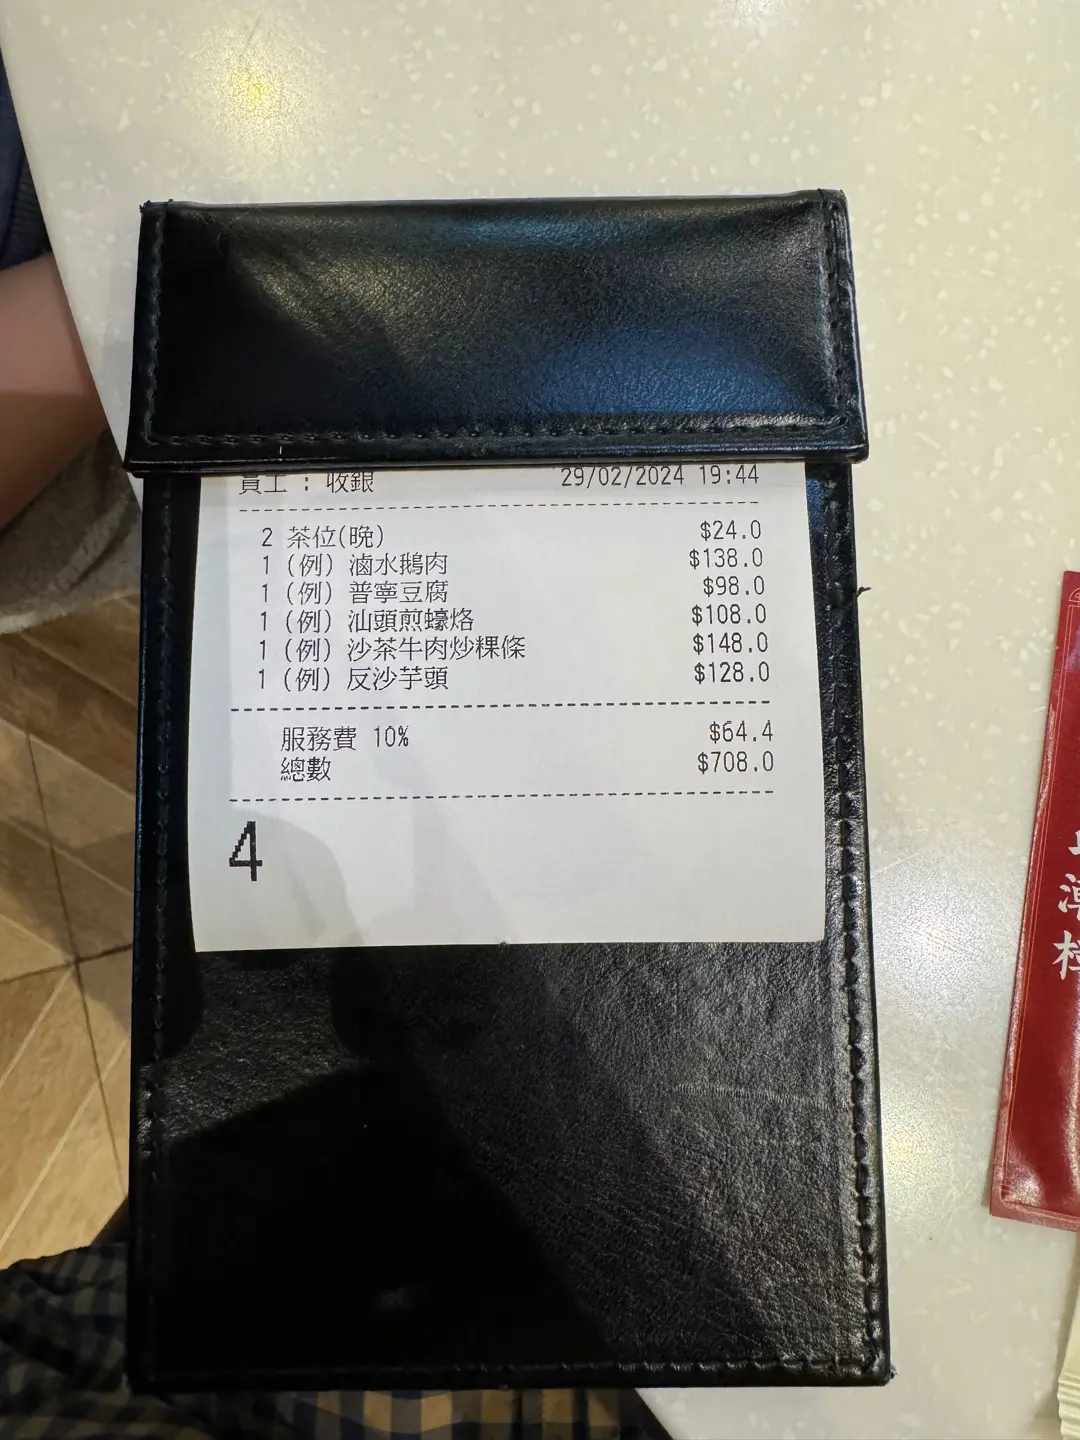 員工 : 收銀 29/02/2024 19:44
2 茶位(晚) $24.0
1 (例) 滷水鵝肉 $138.0
1 (例) 普寧豆腐 $98.0
1 (例) 汕頭煎蠔烙 $108.0
1 (例) 沙茶牛肉炒粿條 $148.0
1 (例) 反沙芋頭 $128.0
服務費 10% $64.4
總數 $708.0
4